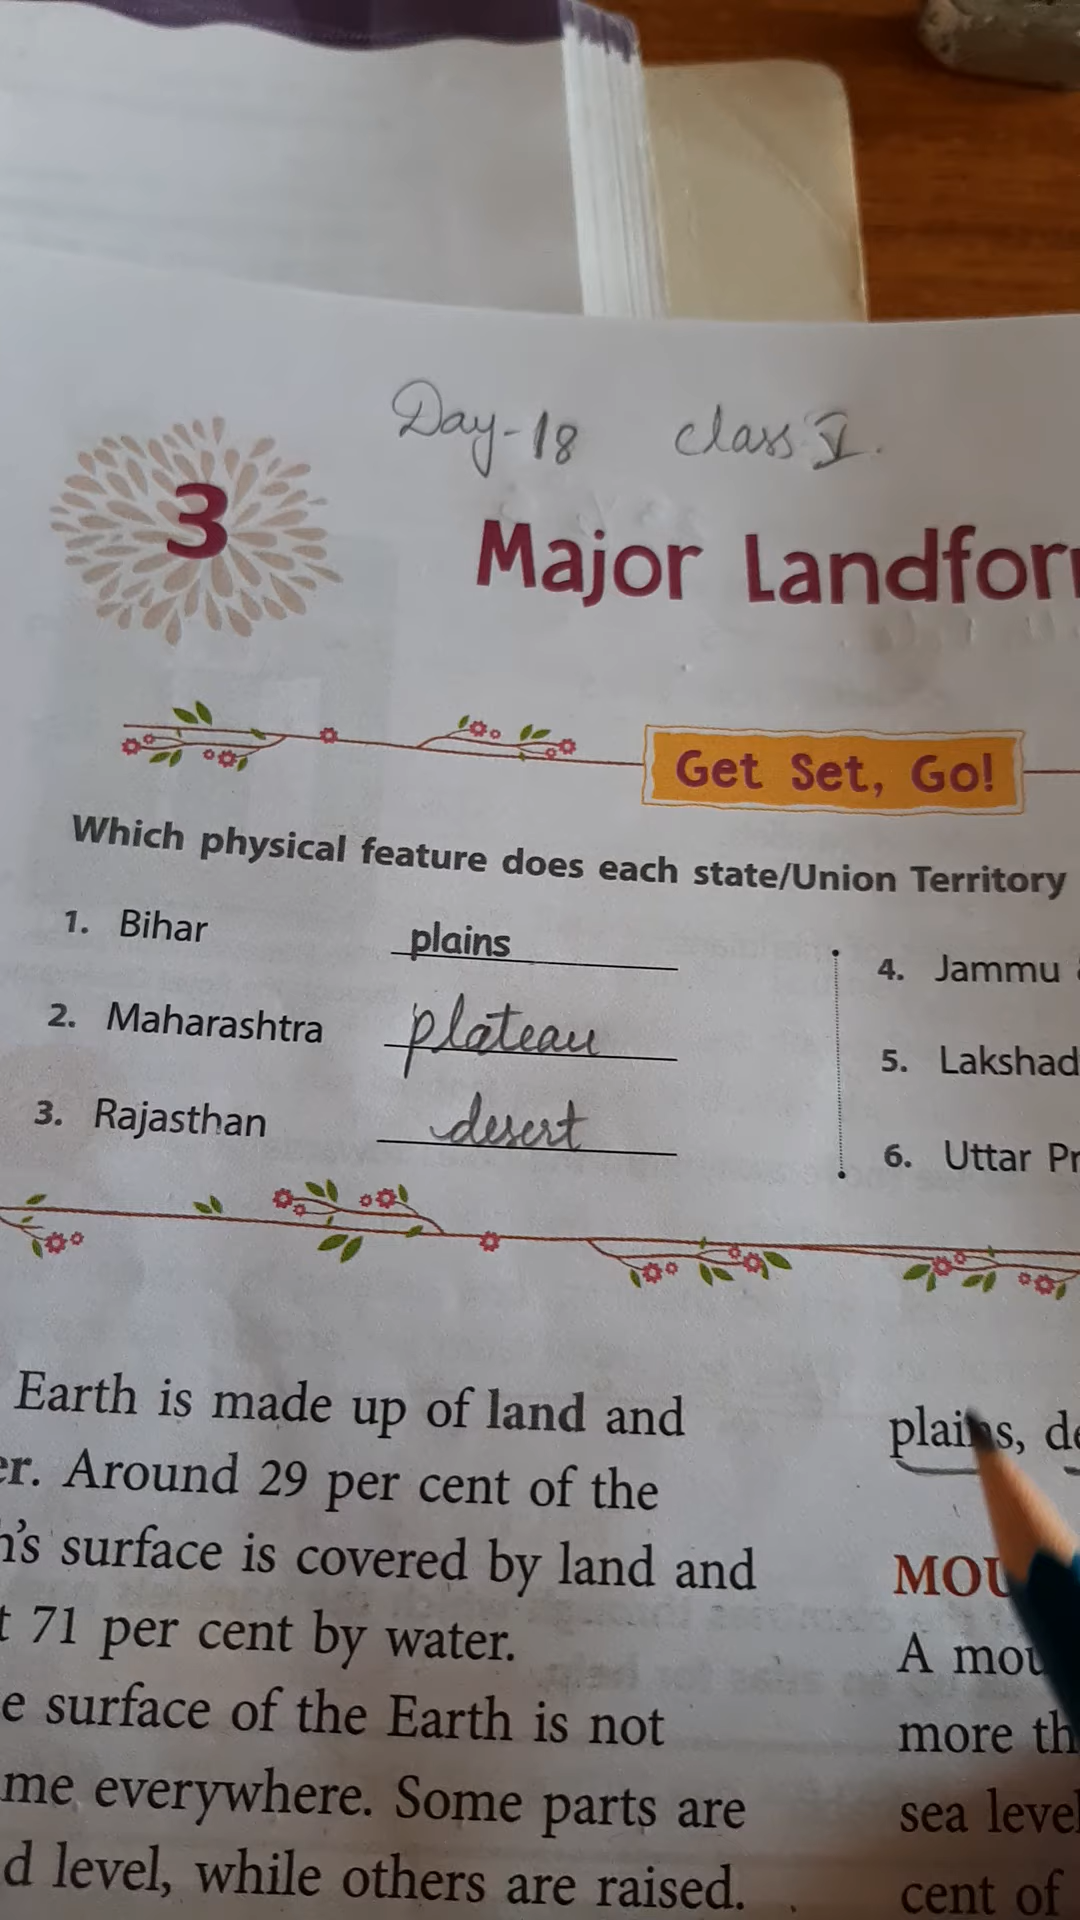 Day-18 class V.
3
Major Landfor
Get Set, Go!
Which physical feature does each state/Union Territory
1. Bihar plains
2. Maharashtra plateau
3. Rajasthan desert
4. Jammu
5. Lakshad
6. Uttar Pr
Earth is made up of land and
er. Around 29 per cent of the
h's surface is covered by land and
t 71 per cent by water.
e surface of the Earth is not
me everywhere. Some parts are
d level, while others are raised.
plains, de
MOU
A mou
more th
sea level
cent of